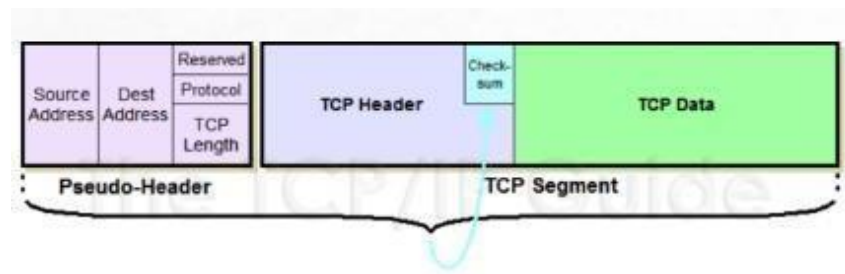 Source
Address
Dest
Address
Reserved
Protocol
TCP
Length
TCP Header
Check-
sum
TCP Data
Pseudo-Header
TCP Segment
The TCP/IP Guide